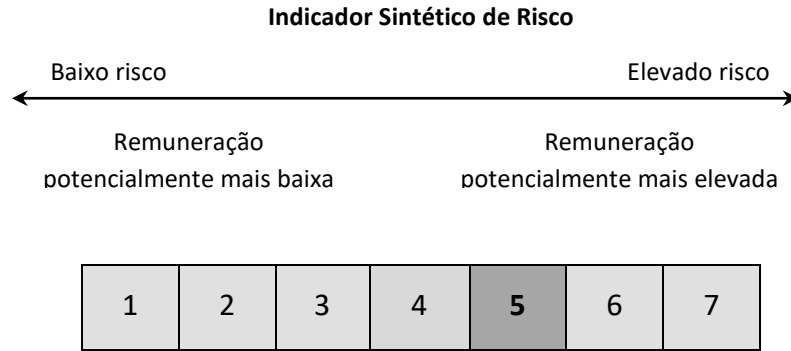 Indicador Sintético de Risco
Baixo risco Elevado risco
Remuneração Remuneração
potencialmente mais baixa potencialmente mais elevada
1 2 3 4 5 6 7